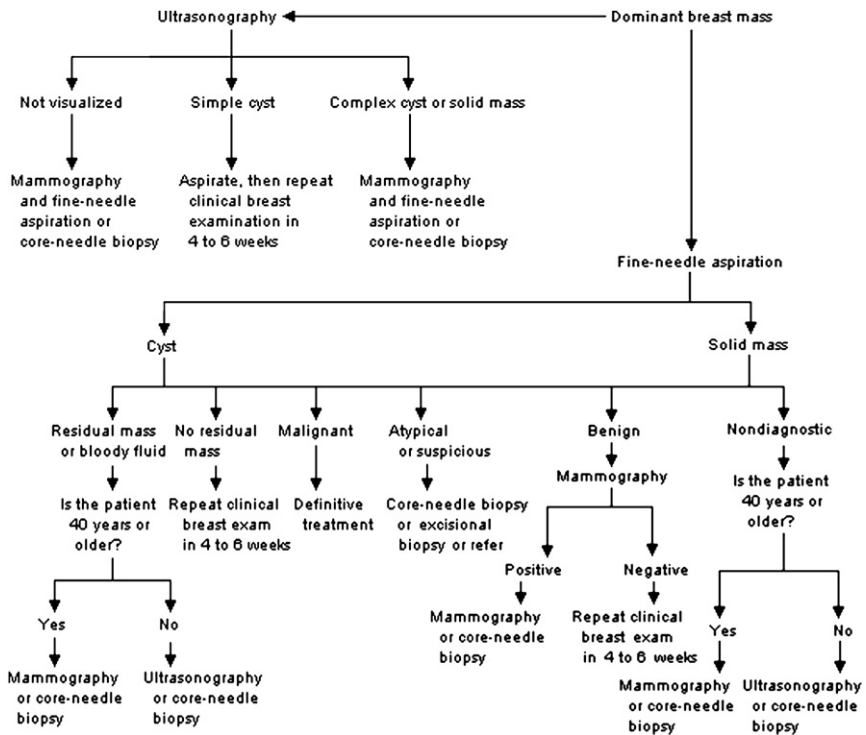 Ultrasonography
Dominant breast mass
Not visualized
Simple cyst
Complex cyst or solid mass
Mammography
and fine-needle
aspiration or
core-needle biopsy
Aspirate, then repeat
clinical breast
examination in
4 to 6 weeks
Mammography
and fine-needle
aspiration or
core-needle biopsy
Fine-needle aspiration
Cyst
Solid mass
Residual mass
or bloody fluid
No residual
mass
Malignant
Atypical
or suspicious
Benign
Nondiagnostic
Is the patient
40 years or
older?
Repeat clinical
breast exam
in 4 to 6 weeks
Definitive
treatment
Core-needle biopsy
or excisional
biopsy or refer
Mammography
Is the patient
40 years or
older?
Positive
Negative
Mammography
or core-needle
biopsy
Repeat clinical
breast exam
in 4 to 6 weeks
Yes
No
Yes
No
Mammography
or core-needle
biopsy
Ultrasonography
or core-needle
biopsy
Mammography
or core-needle
biopsy
Ultrasonography
or core-needle
biopsy